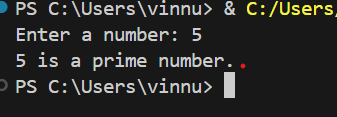 PS C:\Users\vinnu> & C:/Users/
Enter a number: 5
5 is a prime number.
PS C:\Users\vinnu>